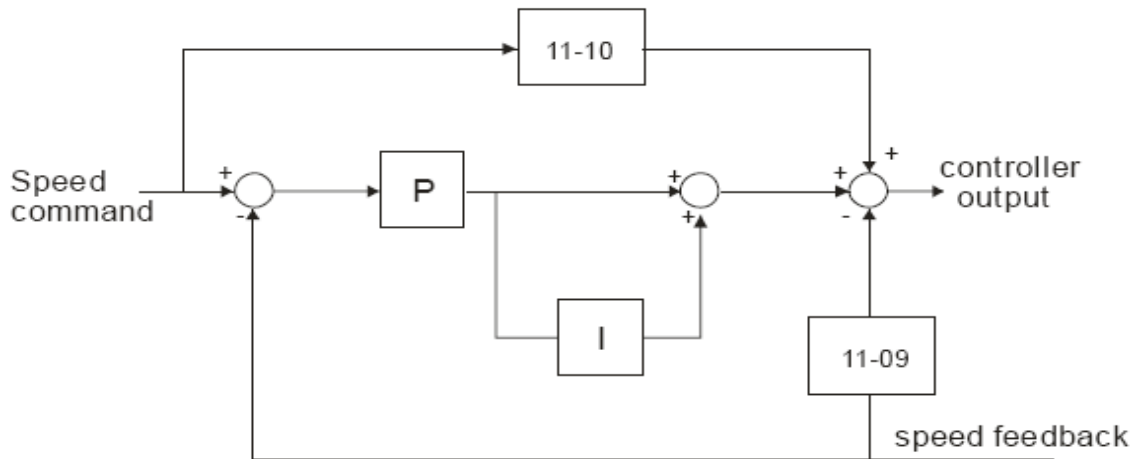 11-10
Speed
command
+
-
P
+
+
I
+
+
-
controller
output
11-09
speed feedback